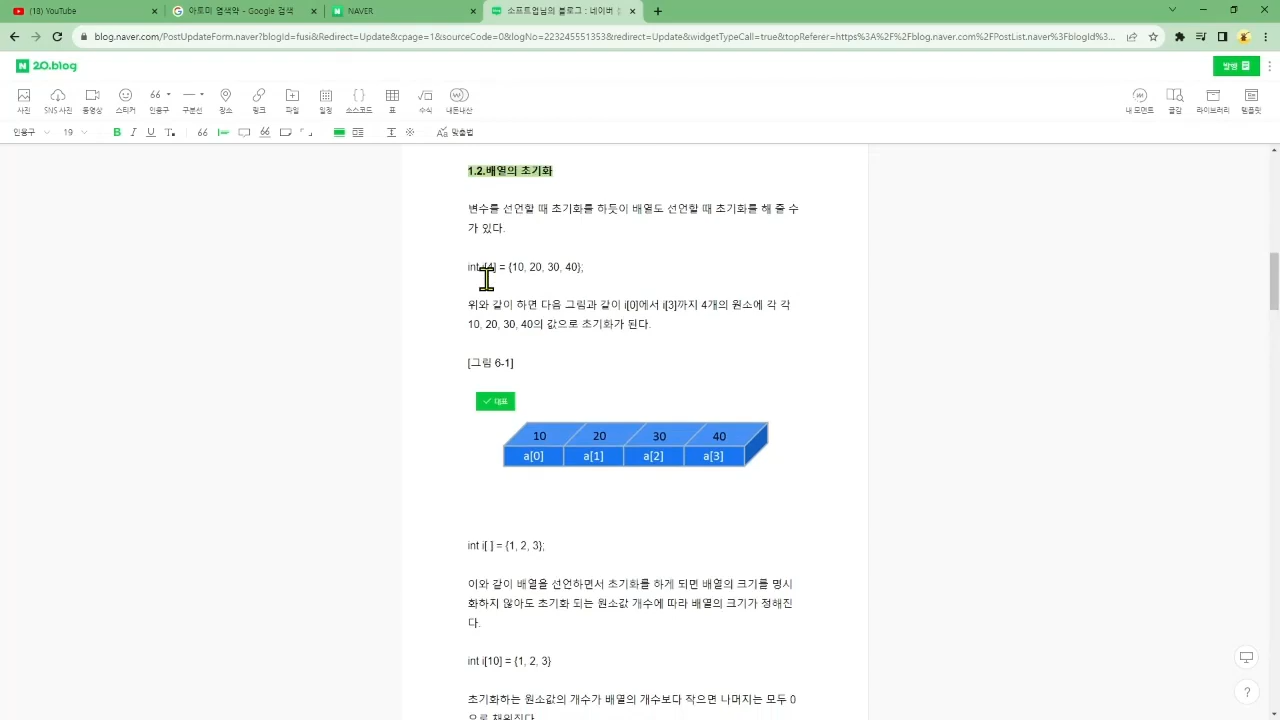 (18) YouTube
아토미 염색약 - Google 검색
NAVER
소프트엽님의 블로그 : 네이버
blog.naver.com/PostUpdateForm.naver?blogId=fusi&Redirect=Update&cpage=1&sourceCode=0&logNo=223245551353&redirect=Update&widgetTypeCall=true&topReferer=https%3A%2F%2Fblog.naver.com%2FPostList.naver%3FblogId%3...
N 2.0.blog
발행
사진 SNS 사진 동영상 스티커 인용구 구분선 장소 링크 파일 일정 소스코드 표 수식 내돈내산
내 모먼트 글감 라이브러리 템플릿
인용구 19 B I U 맞춤법
1.2.배열의 초기화
변수를 선언할 때 초기화를 하듯이 배열도 선언할 때 초기화를 해 줄 수
가 있다.
int [4] = {10, 20, 30, 40};
위와 같이 하면 다음 그림과 같이 i[0]에서 i[3]까지 4개의 원소에 각 각
10, 20, 30, 40의 값으로 초기화가 된다.
[그림 6-1]
대표
10 20 30 40
a[0] a[1] a[2] a[3]
int i[ ] = {1, 2, 3};
이와 같이 배열을 선언하면서 초기화를 하게 되면 배열의 크기를 명시
화하지 않아도 초기화 되는 원소값 개수에 따라 배열의 크기가 정해진
다.
int i[10] = {1, 2, 3}
초기화하는 원소값의 개수가 배열의 개수보다 작으면 나머지는 모두 0
으로 채워진다